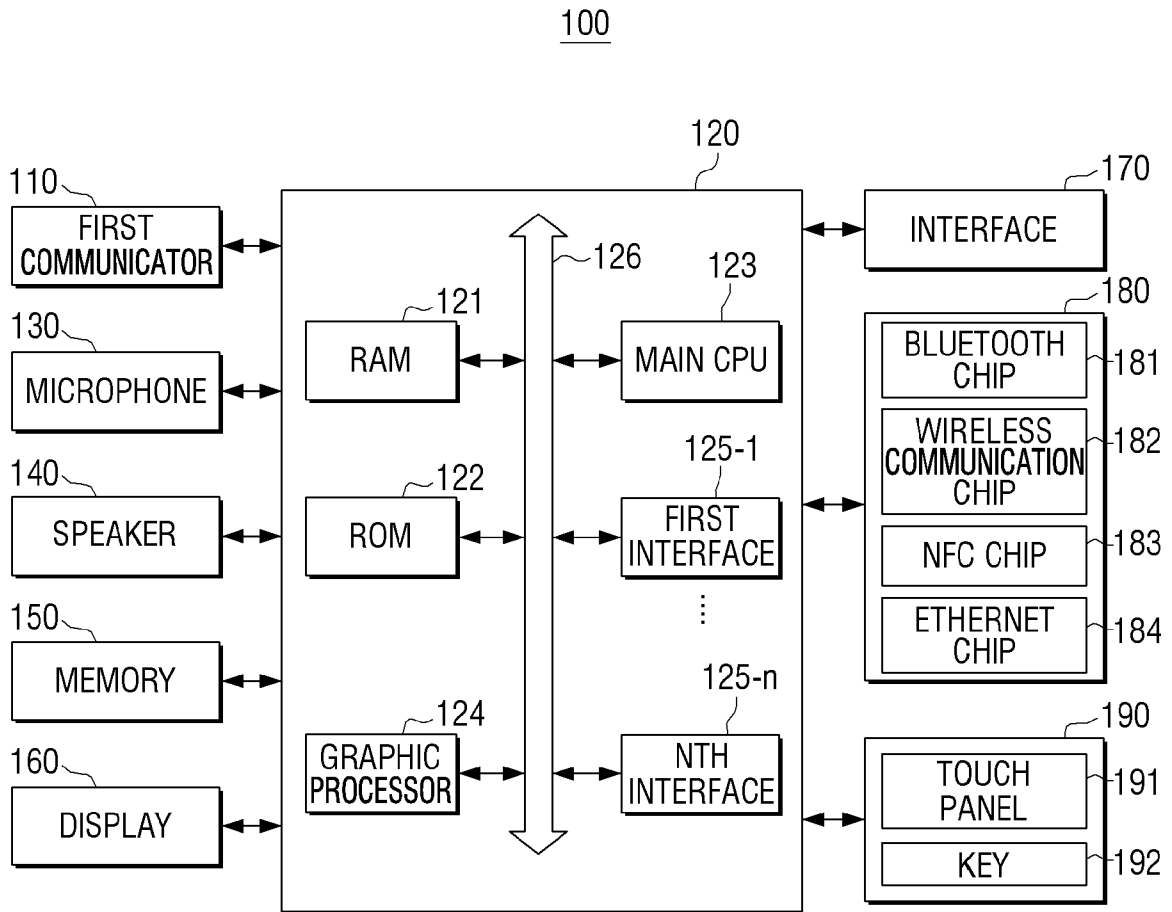 100
120
110
FIRST
COMMUNICATOR
130
MICROPHONE
140
SPEAKER
150
MEMORY
160
DISPLAY
126
121
RAM
123
MAIN CPU
122
ROM
125-1
FIRST
INTERFACE
124
GRAPHIC
PROCESSOR
125-n
NTH
INTERFACE
170
INTERFACE
180
BLUETOOTH
CHIP
181
WIRELESS
COMMUNICATION
CHIP
182
NFC CHIP
183
ETHERNET
CHIP
184
190
TOUCH
PANEL
191
KEY
192